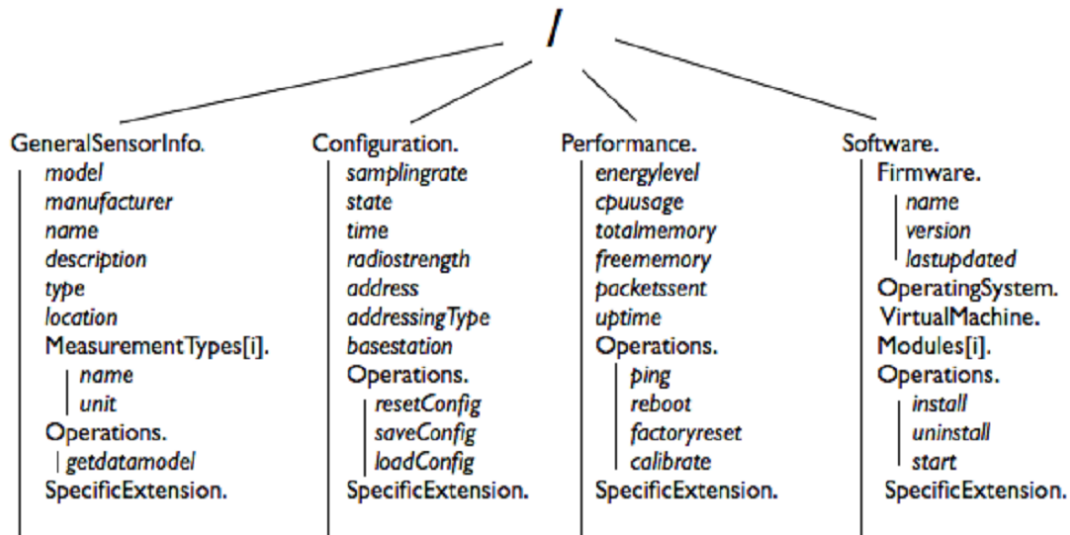 /
GeneralSensorInfo.
model
manufacturer
name
description
type
location
MeasurementTypes[i].
name
unit
Operations.
getdatamodel
SpecificExtension.
Configuration.
samplingrate
state
time
radiostrength
address
addressingType
basestation
Operations.
resetConfig
saveConfig
loadConfig
SpecificExtension.
Performance.
energylevel
cpuusage
totalmemory
freememory
packetssent
uptime
Operations.
ping
reboot
factoryreset
calibrate
SpecificExtension.
Software.
Firmware.
name
version
lastupdated
OperatingSystem.
VirtualMachine.
Modules[i].
Operations.
install
uninstall
start
SpecificExtension.